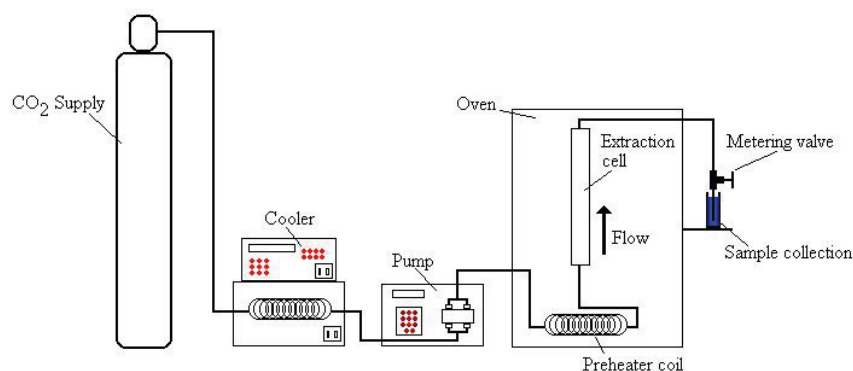 CO2 Supply
Cooler
Pump
Oven
Extraction
cell
Flow
Preheater coil
Metering valve
Sample collection